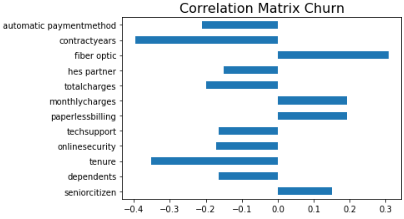 Correlation Matrix Churn
automatic paymentmethod
contractyears
fiber optic
hes partner
totalcharges
monthlycharges
paperlessbilling
techsupport
onlinesecurity
tenure
dependents
seniorcitizen
−0.4 −0.3 −0.2 −0.1 0.0 0.1 0.2 0.3